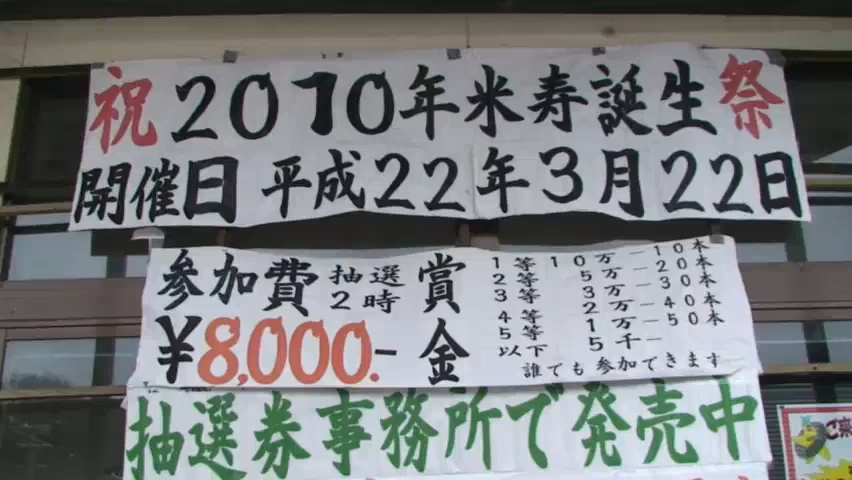 祝2010年米寿誕生祭
開催日 平成22年3月22日
参加費 抽選2時 賞金
¥8,000.-
1等 10万―10本
2等 5万―20本
3等 3万―30本
4等 2万―40本
5等 1万―50本
以下 5千―
誰でも参加できます
抽選券事務所で発売中
ご来